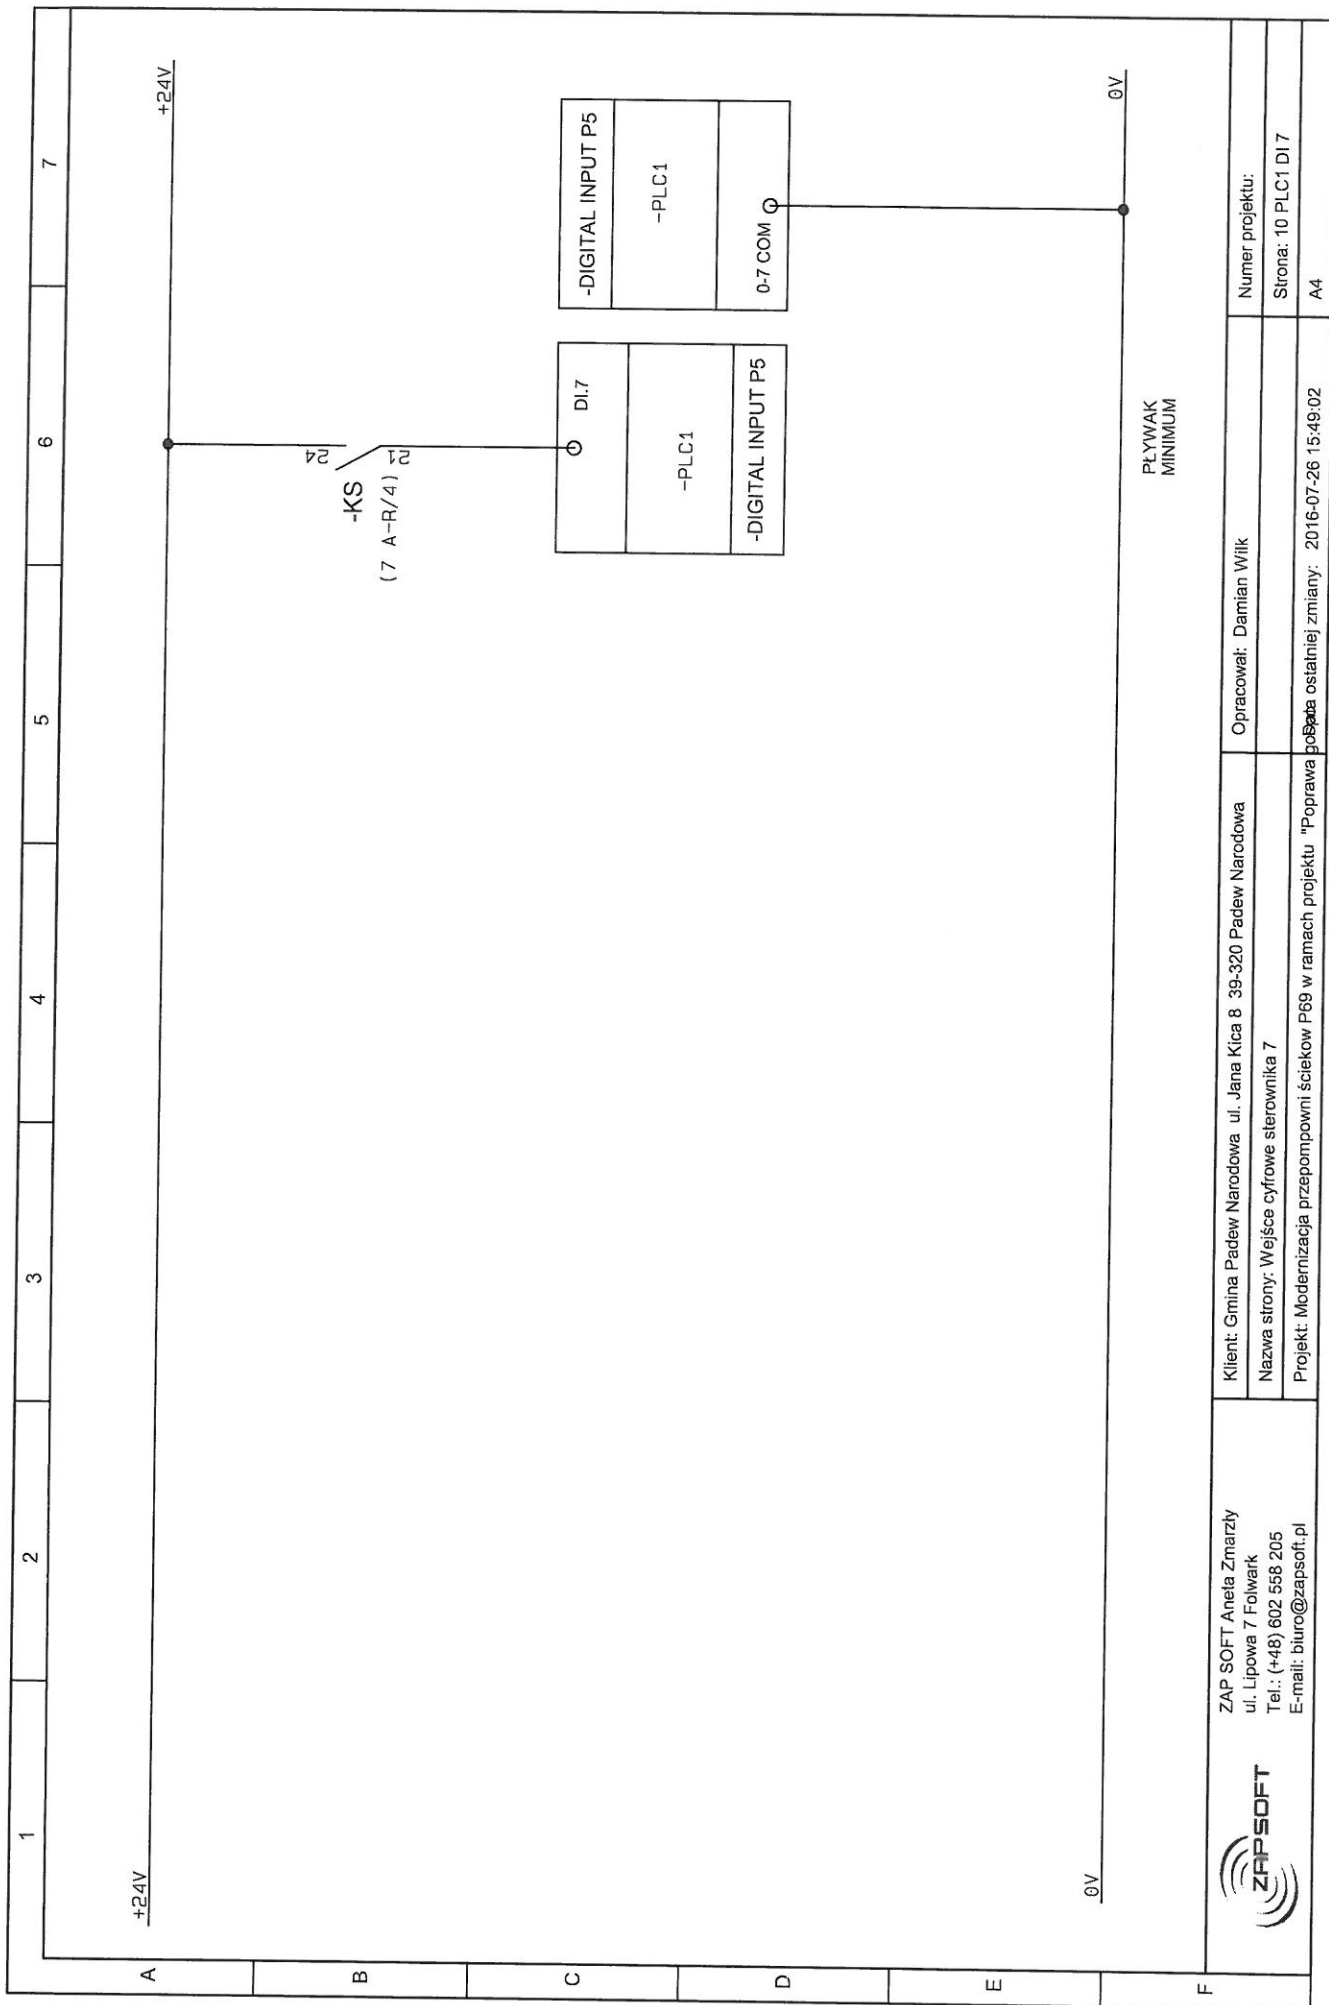 1
2
3
4
5
6
7
A
B
C
D
E
F
+24V
+24V
24
-KS
21
(7 A-R/4)
DI.7
-PLC1
-DIGITAL INPUT P5
-DIGITAL INPUT P5
-PLC1
0-7 COM
0V
0V
PŁYWAK
MINIMUM
ZAPSOFT
ZAP SOFT Aneta Zmarzły
ul. Lipowa 7 Folwark
Tel.: (+48) 602 558 205
E-mail: biuro@zapsoft.pl
Klient: Gmina Padew Narodowa ul. Jana Kica 8 39-320 Padew Narodowa
Opracował: Damian Wilk
Numer projektu:
Nazwa strony: Wejśce cyfrowe sterownika 7
Strona: 10 PLC1 DI 7
Projekt: Modernizacja przepompowni ściekow P69 w ramach projektu "Poprawa
ostatniej zmiany: 2016-07-26 15:49:02
A4